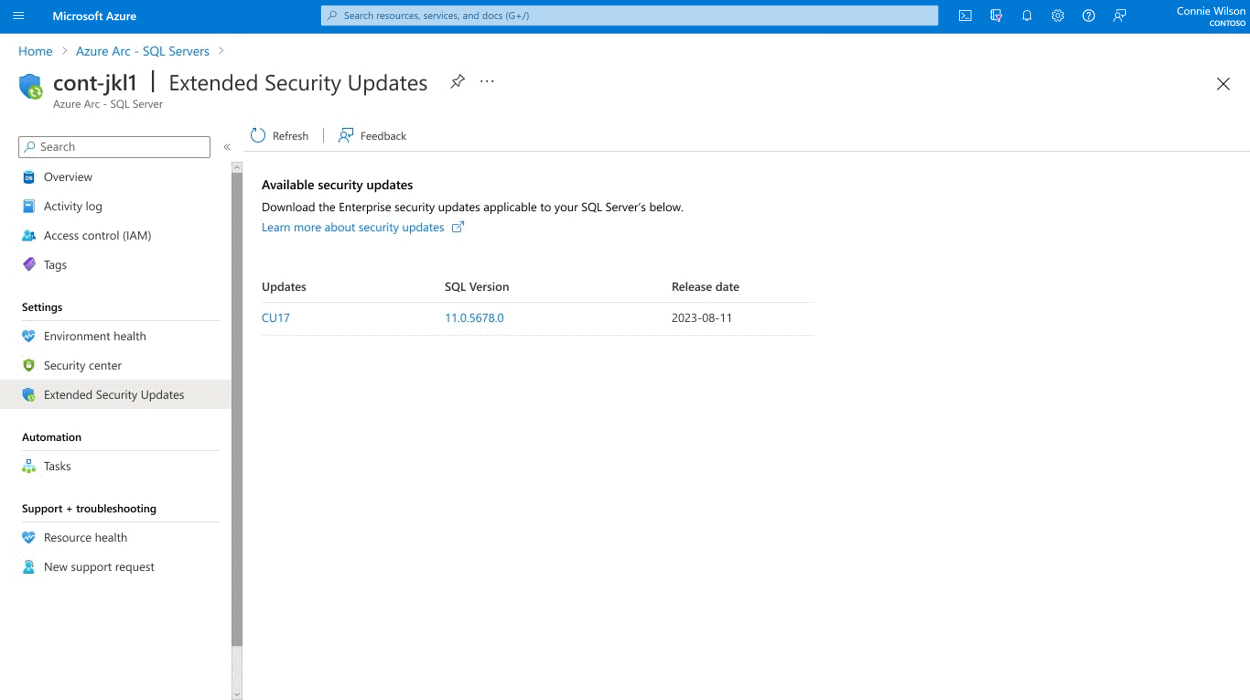 Microsoft Azure
Search resources, services, and docs (G+/)
Connie Wilson
CONTOSO
Home > Azure Arc - SQL Servers >
cont-jkl1 | Extended Security Updates ...
Azure Arc - SQL Server
Search
«
Refresh | Feedback
Overview
Activity log
Access control (IAM)
Tags
Settings
Environment health
Security center
Extended Security Updates
Automation
Tasks
Support + troubleshooting
Resource health
New support request
Available security updates
Download the Enterprise security updates applicable to your SQL Server's below.
Learn more about security updates
Updates SQL Version Release date
CU17 11.0.5678.0 2023-08-11